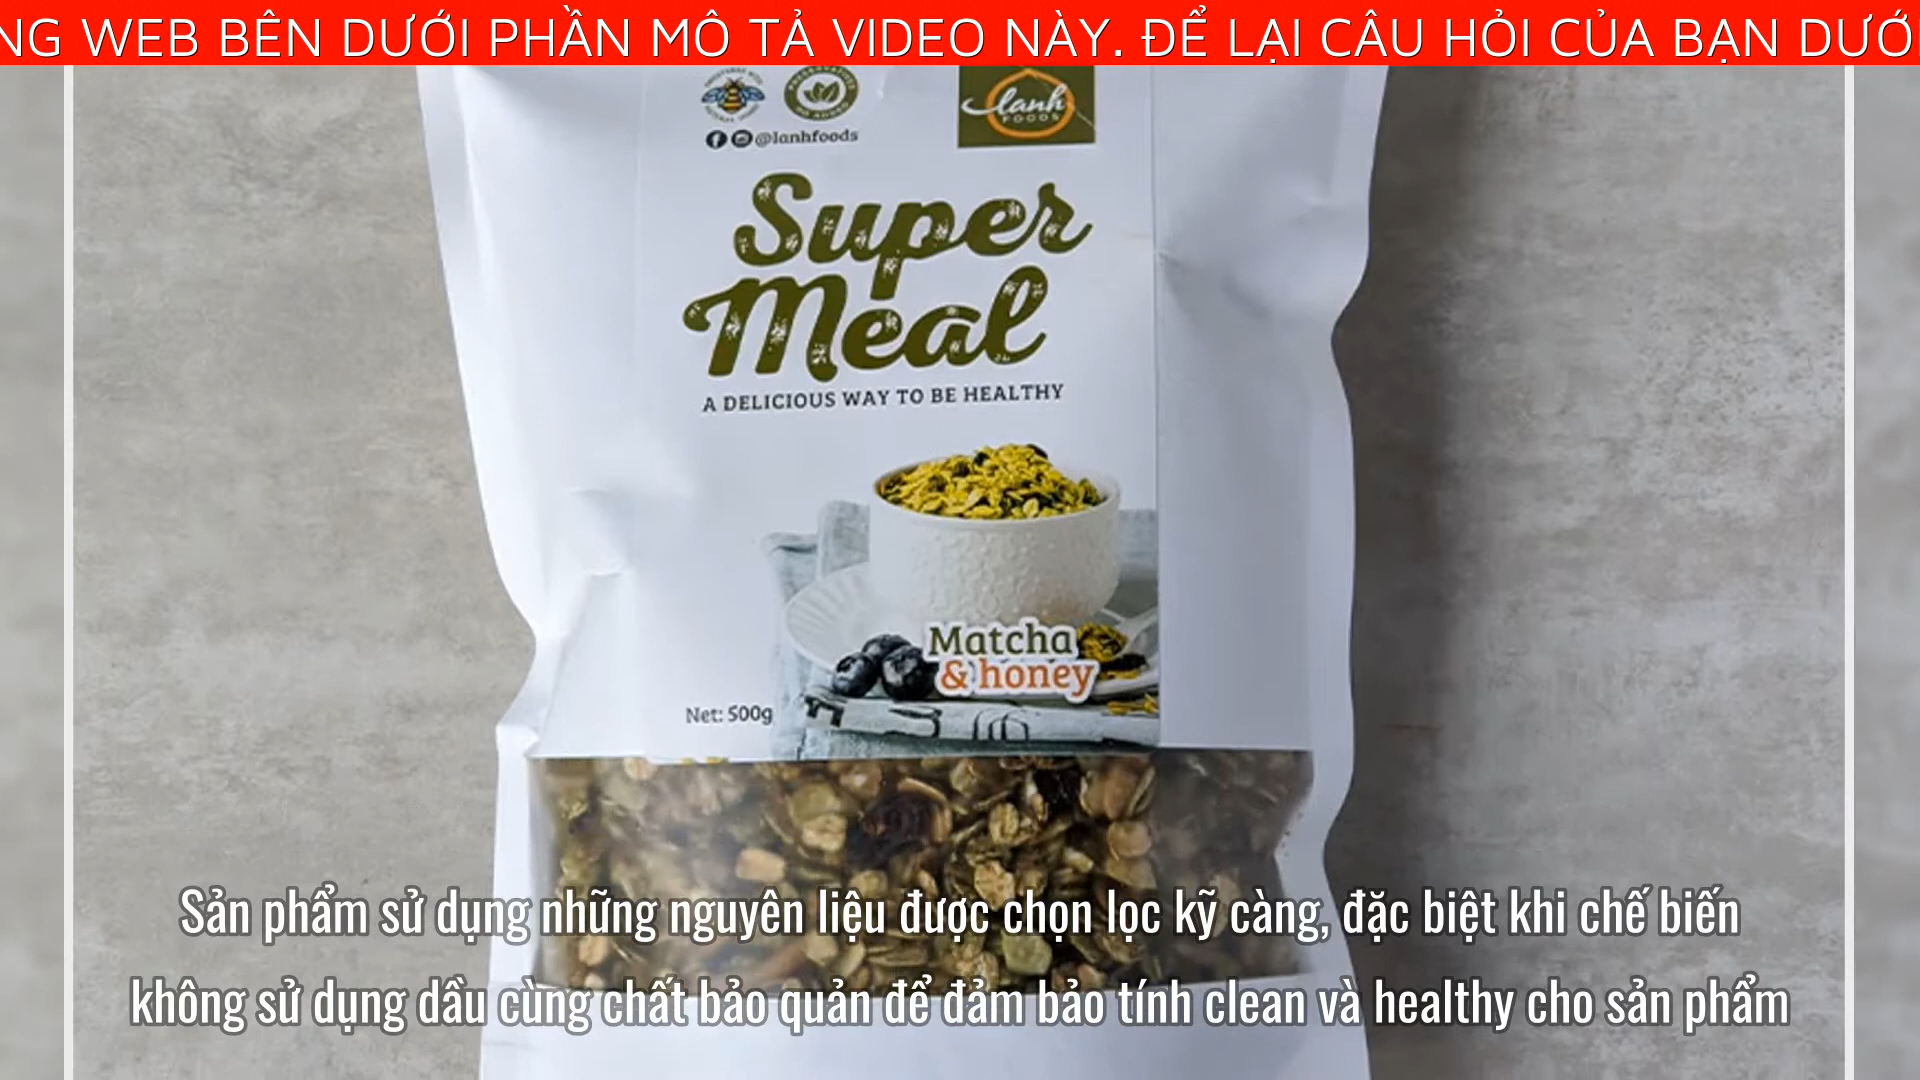 NG WEB BÊN DƯỚI PHẦN MÔ TẢ VIDEO NÀY. ĐỂ LẠI CÂU HỎI CỦA BẠN DƯỚ
@lanhfoods
lanh
FOODS
Super
Meal
A DELICIOUS WAY TO BE HEALTHY
Matcha
& honey
Net: 500g
Sản phẩm sử dụng những nguyên liệu được chọn lọc kỹ càng, đặc biệt khi chế biến
không sử dụng dầu cùng chất bảo quản để đảm bảo tính clean và healthy cho sản phẩm